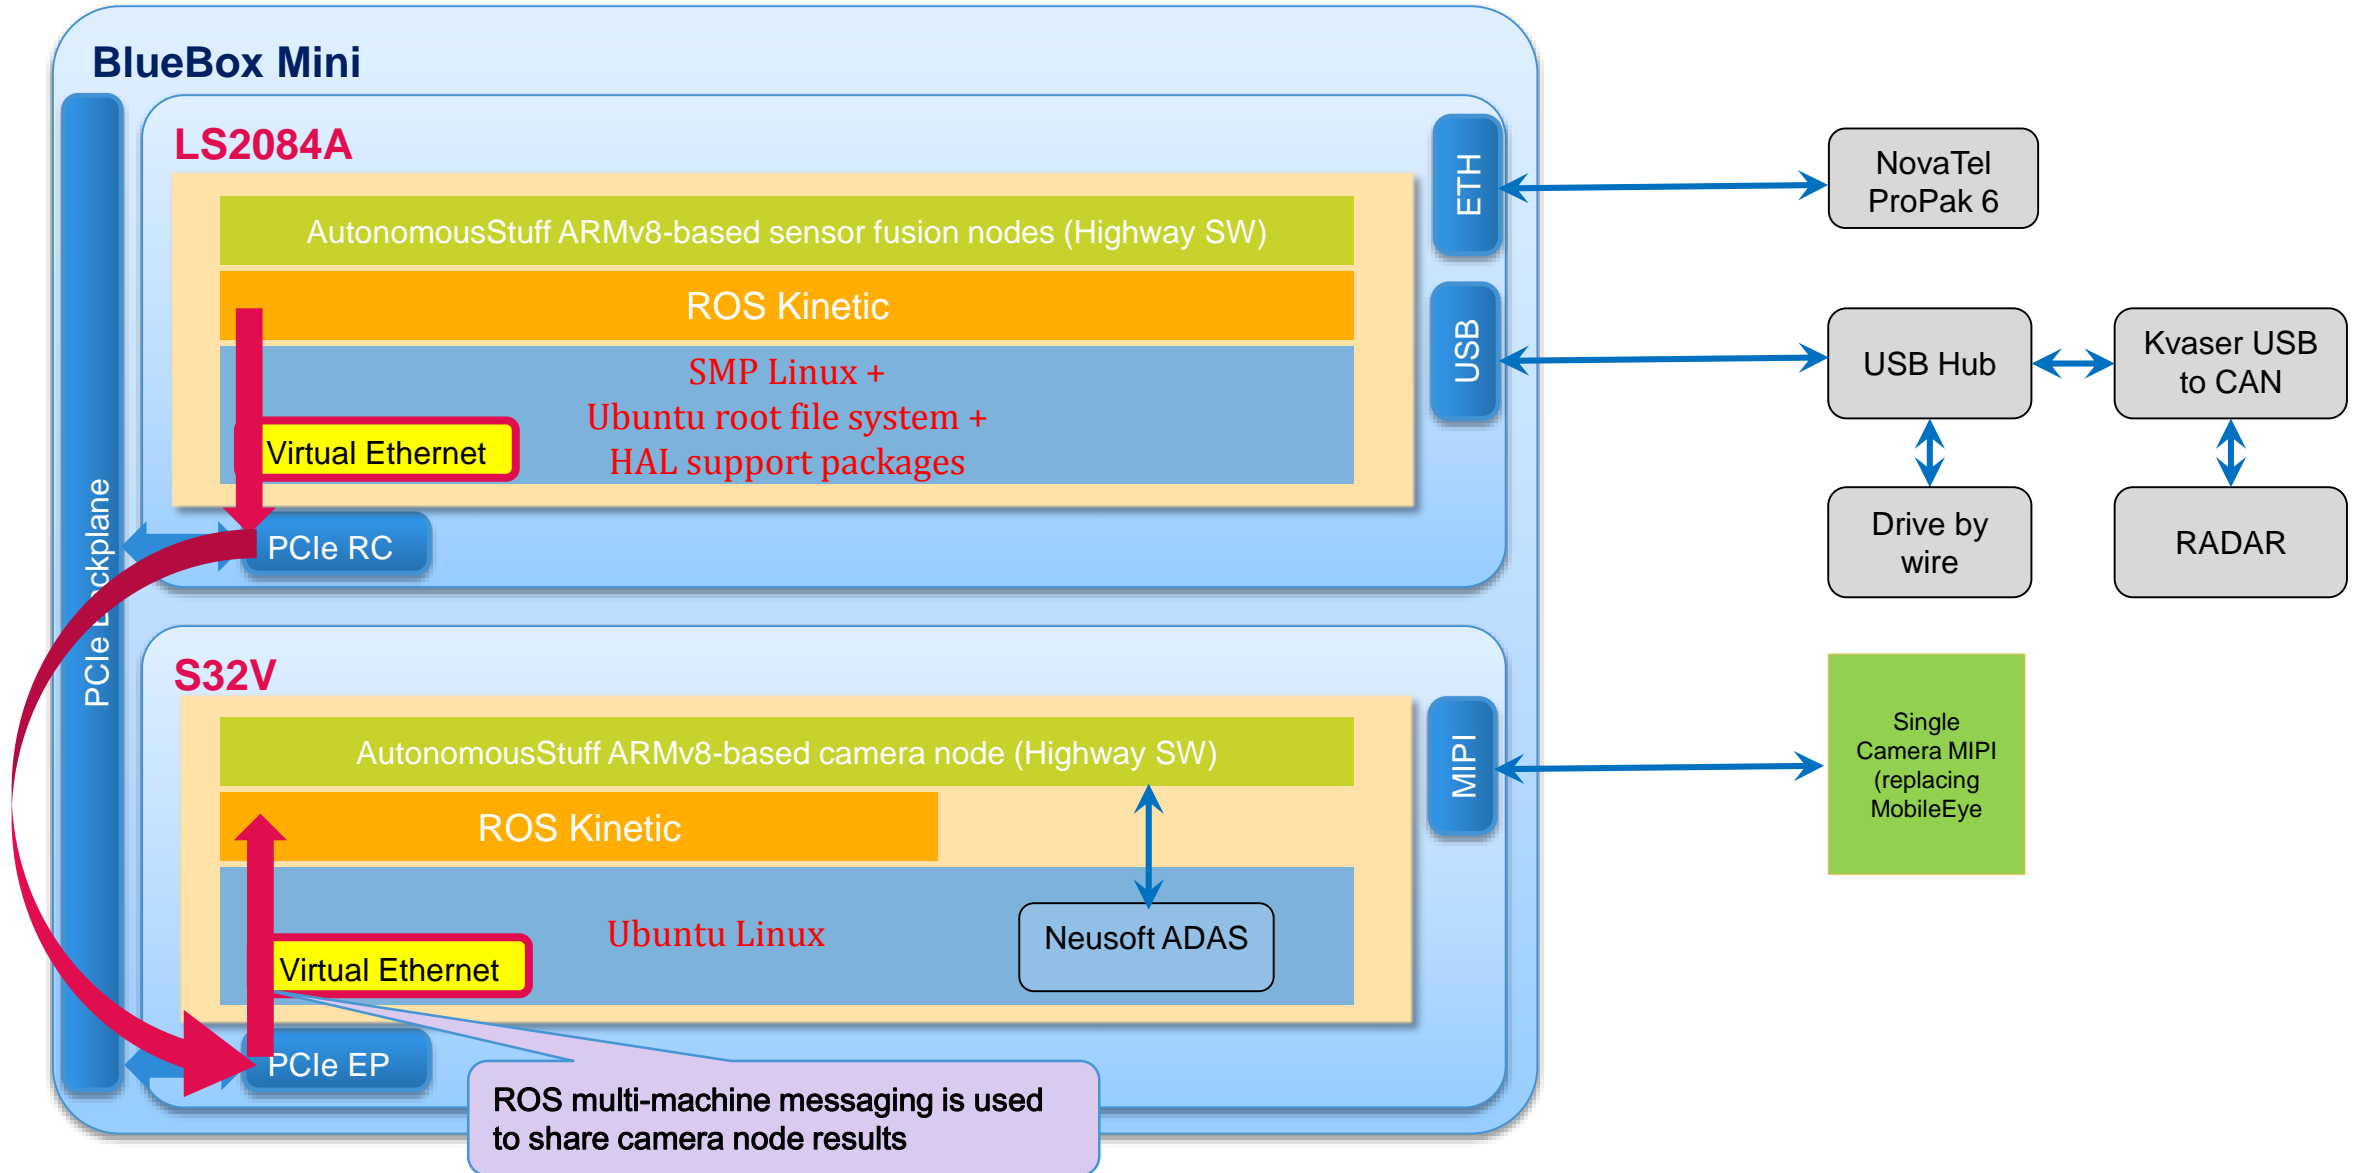 BlueBox Mini
LS2084A
AutonomousStuff ARMv8-based sensor fusion nodes (Highway SW)
ROS Kinetic
SMP Linux +
Ubuntu root file system +
HAL support packages
Virtual Ethernet
PCIe RC
PCIe Backplane
ETH
USB
NovaTel
ProPak 6
USB Hub
Kvaser USB
to CAN
Drive by
wire
RADAR
S32V
AutonomousStuff ARMv8-based camera node (Highway SW)
ROS Kinetic
Ubuntu Linux
Neusoft ADAS
Virtual Ethernet
PCIe EP
MIPI
Single
Camera MIPI
(replacing
MobileEye
ROS multi-machine messaging is used
to share camera node results